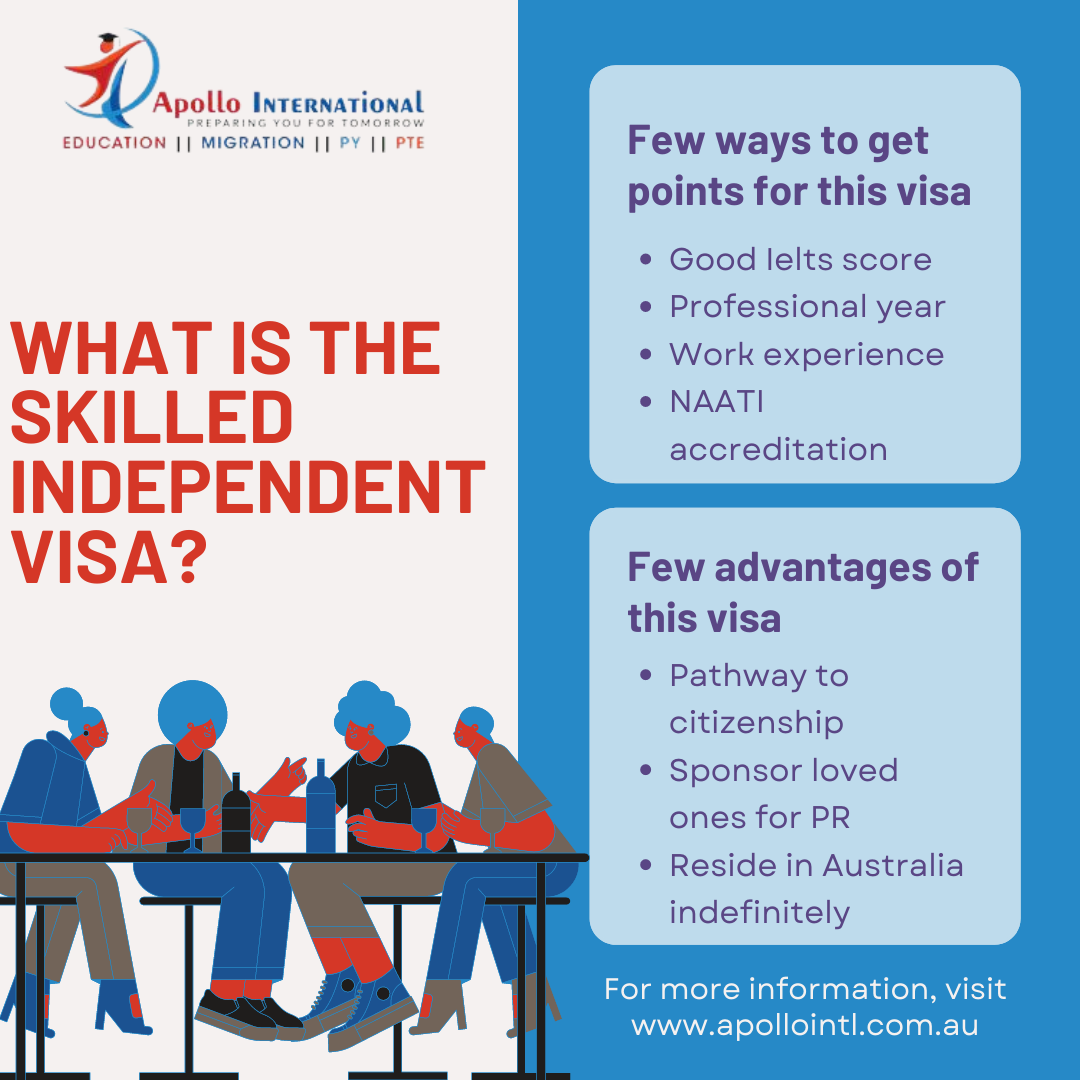 Apollo International
PREPARING YOU FOR TOMORROW
EDUCATION || MIGRATION || PY || PTE
WHAT IS THE
SKILLED
INDEPENDENT
VISA?
Few ways to get
points for this visa
• Good Ielts score
• Professional year
• Work experience
• NAATI
accreditation
Few advantages of
this visa
• Pathway to
citizenship
• Sponsor loved
ones for PR
• Reside in Australia
indefinitely
For more information, visit
www.apollointl.com.au